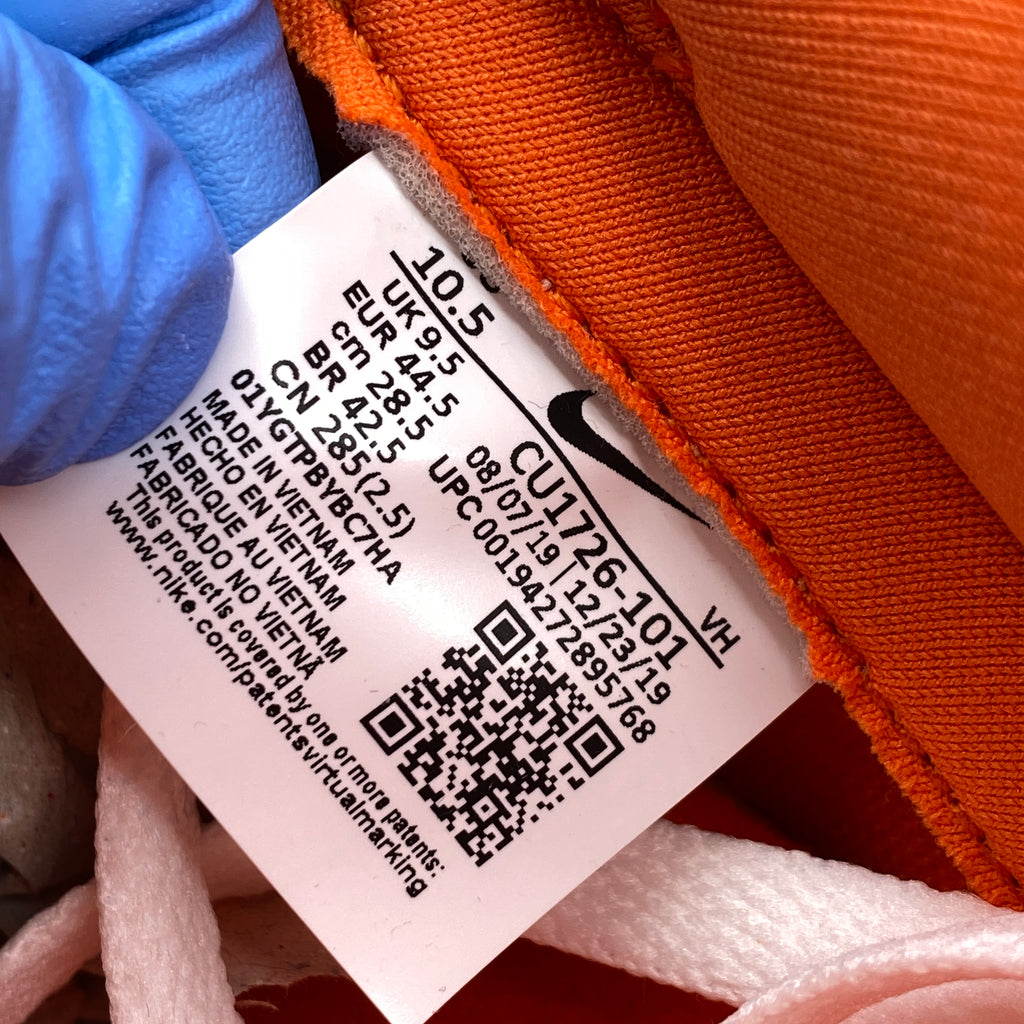 10.5
UK 9.5
EUR 44.5
cm 28.5
BR 42.5
CN 285(2.5)
01YGTPBYBC7HA
MADE IN VIETNAM
HECHO EN VIETNAM
FABRIQUE AU VIETNAM
FABRICADO NO VIETNÃ
This product is covered by one or more patents:
www.nike.com/patentsvirtualmarking
VH
CU1726-101
08/07/19 | 12/23/19
UPC 00194272895768